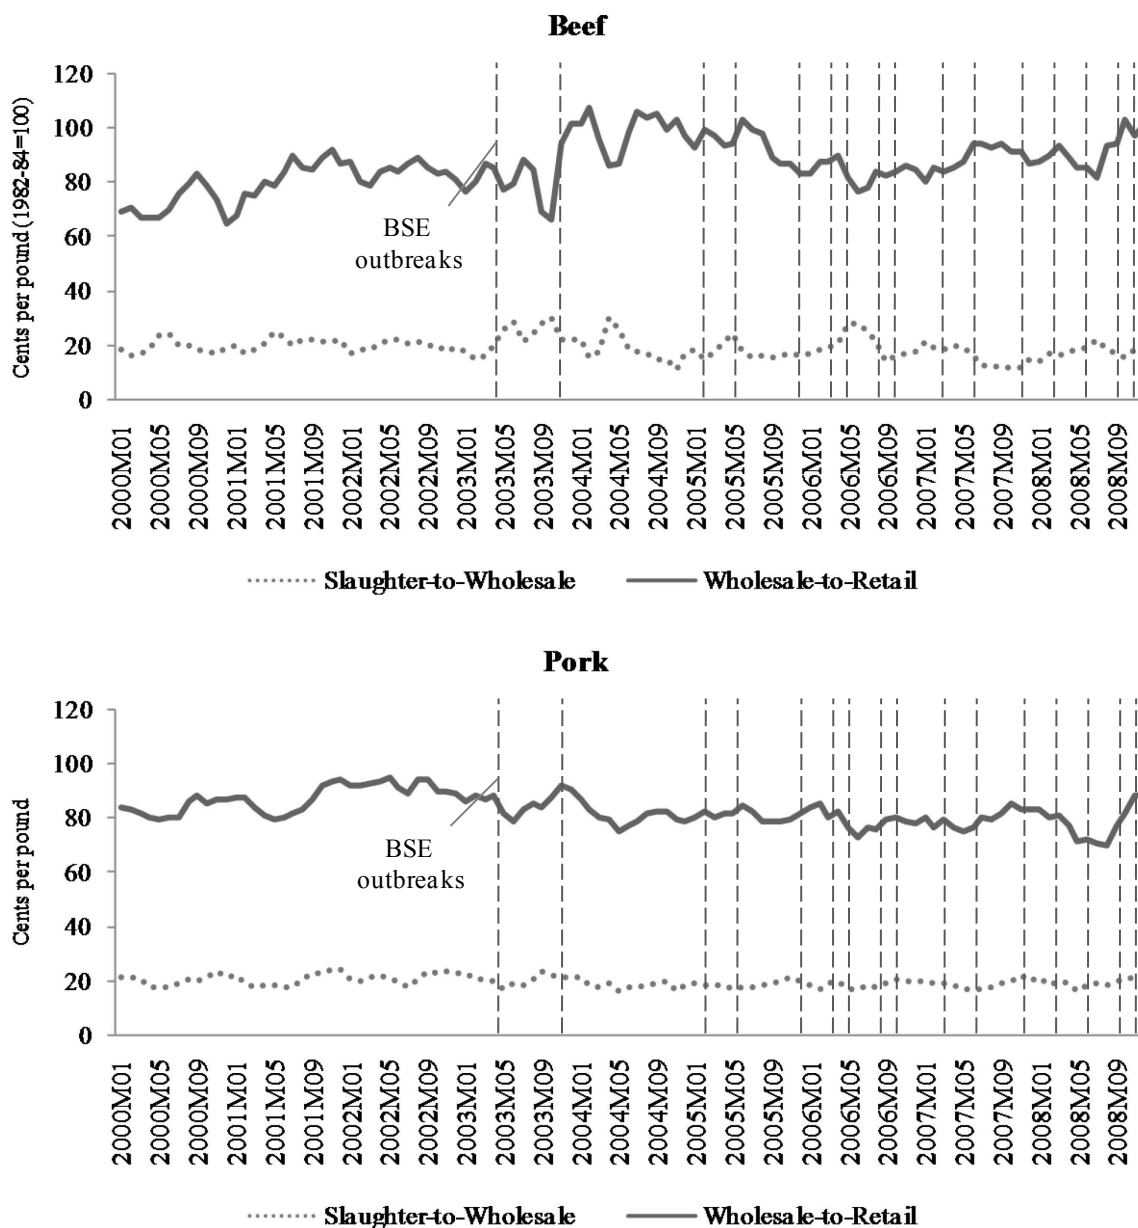 Beef
Cents per pound (1982-84=100)
120
100
80
60
40
20
0
BSE
outbreaks
2000M01
2000M05
2000M09
2001M01
2001M05
2001M09
2002M01
2002M05
2002M09
2003M01
2003M05
2003M09
2004M01
2004M05
2004M09
2005M01
2005M05
2005M09
2006M01
2006M05
2006M09
2007M01
2007M05
2007M09
2008M01
2008M05
2008M09
Slaughter-to-Wholesale
Wholesale-to-Retail
Pork
Cents per pound
120
100
80
60
40
20
0
BSE
outbreaks
2000M01
2000M05
2000M09
2001M01
2001M05
2001M09
2002M01
2002M05
2002M09
2003M01
2003M05
2003M09
2004M01
2004M05
2004M09
2005M01
2005M05
2005M09
2006M01
2006M05
2006M09
2007M01
2007M05
2007M09
2008M01
2008M05
2008M09
Slaughter-to-Wholesale
Wholesale-to-Retail